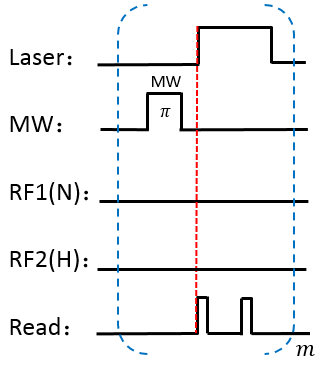 Laser：
MW
MW：
π
RF1(N)：
RF2(H)：
Read：
m